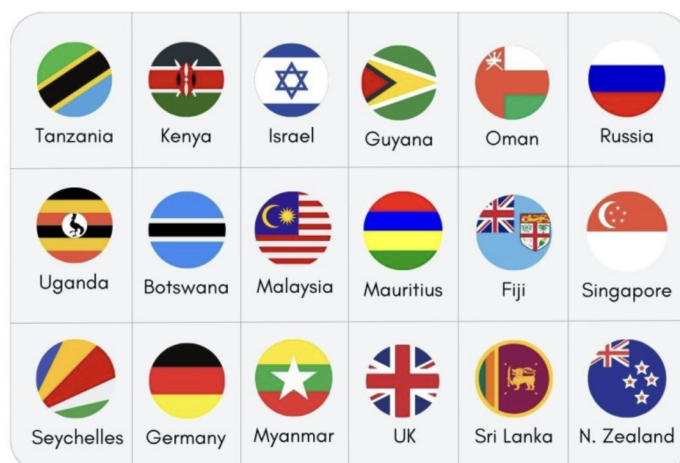 Tanzania
Kenya
Israel
Guyana
Oman
Russia
Uganda
Botswana
Malaysia
Mauritius
Fiji
Singapore
Seychelles
Germany
Myanmar
UK
Sri Lanka
N. Zealand